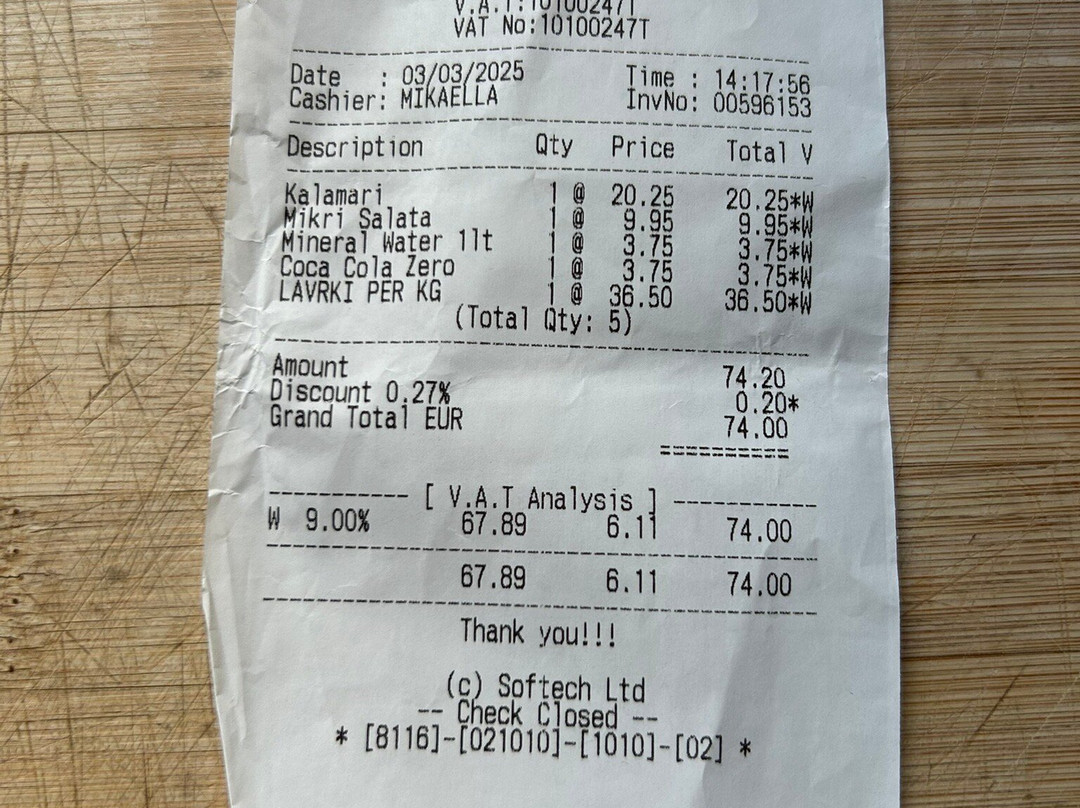 V.A.T:10100247T
VAT No:10100247T
Date : 03/03/2025 Time : 14:17:56
Cashier: MIKAELLA InvNo: 00596153
Description Qty Price Total V
Kalamari 1 @ 20.25 20.25*W
Mikri Salata 1 @ 9.95 9.95*W
Mineral Water 1lt 1 @ 3.75 3.75*W
Coca Cola Zero 1 @ 3.75 3.75*W
LAVRKI PER KG 1 @ 36.50 36.50*W
(Total Qty: 5)
Amount 74.20
Discount 0.27% 0.20*
Grand Total EUR 74.00
==========
----------- [ V.A.T Analysis ] -----------
W 9.00% 67.89 6.11 74.00
67.89 6.11 74.00
Thank you!!!
(c) Softech Ltd
-- Check Closed --
* [8116]-[021010]-[1010]-[02] *